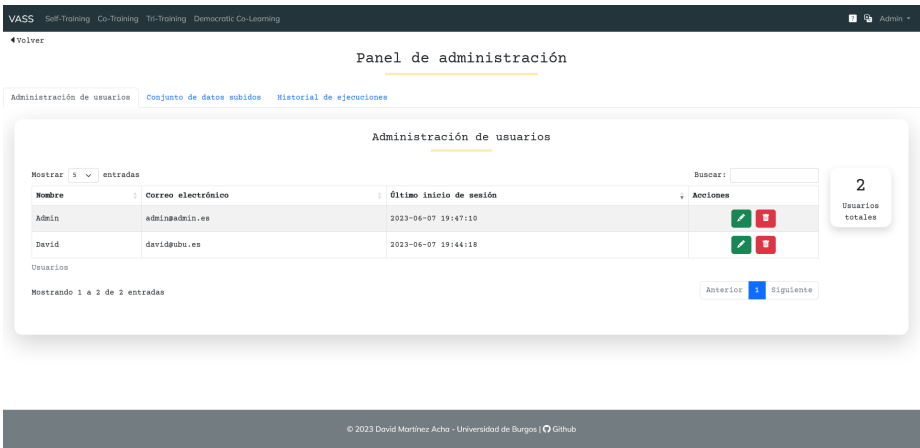 VASS Self-Training Co-Training Tri-Training Democratic Co-Learning Admin
Volver
Panel de administración
Administración de usuarios Conjunto de datos subidos Historial de ejecuciones
Administración de usuarios
Mostrar 5 entradas Buscar:
Nombre Correo electrónico Último inicio de sesión Acciones
Admin admin@admin.es 2023-06-07 19:47:10
David david@ubu.es 2023-06-07 19:44:18
2
Usuarios
totales
Usuarios
Mostrando 1 a 2 de 2 entradas Anterior 1 Siguiente
© 2023 David Martínez Acha - Universidad de Burgos | Github